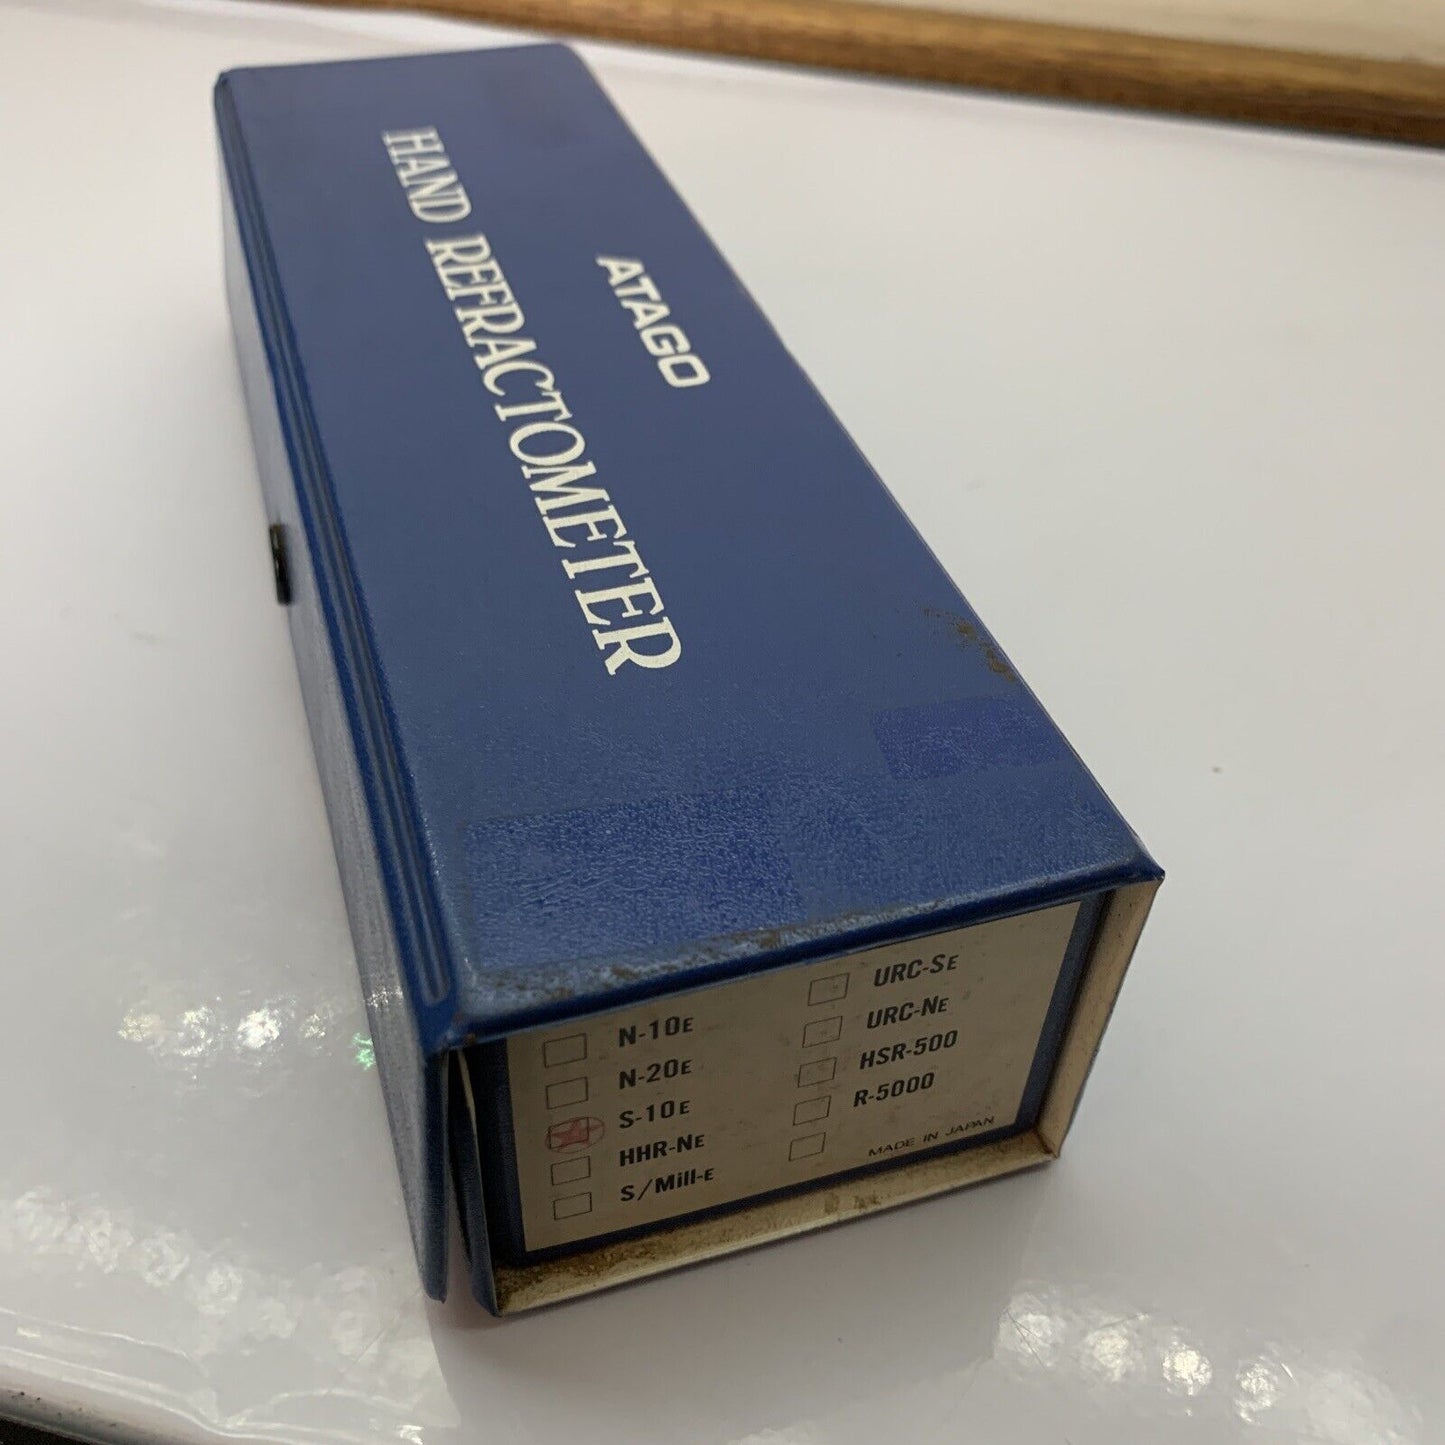 ATAGO
HAND REFRACTOMETER
N-10E
N-20E
S-10E
HHR-NE
S/Mill-E
URC-SE
URC-NE
HSR-500
R-5000
MADE IN JAPAN